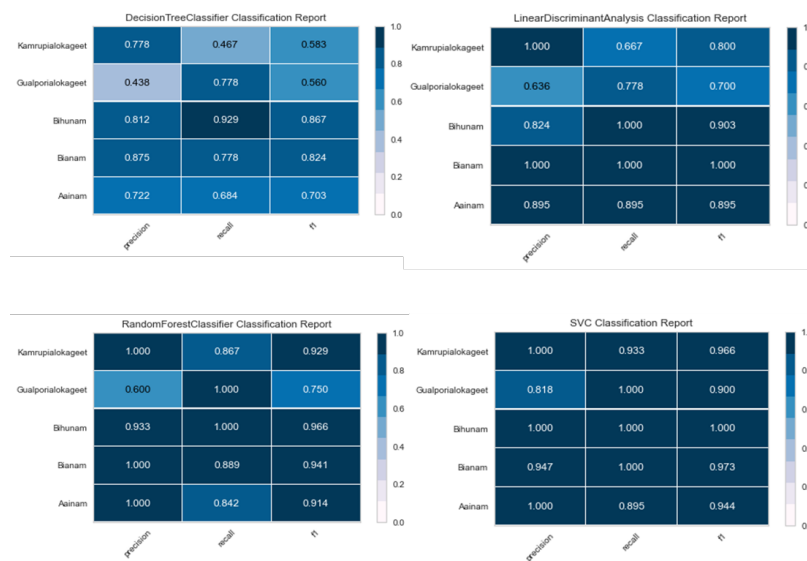 DecisionTreeClassifier Classification Report
1.0
Kamrupialokageet 0.778 0.467 0.583
0.8
Gualporialokageet 0.438 0.778 0.560
0.6
Bihunam 0.812 0.929 0.867
0.4
Bianam 0.875 0.778 0.824
0.2
Aainam 0.722 0.684 0.703
0.0
precision recall f1
LinearDiscriminantAnalysis Classification Report
Kamrupialokageet 1.000 0.667 0.800
Gualporialokageet 0.636 0.778 0.700
Bihunam 0.824 1.000 0.903
Bianam 1.000 1.000 1.000
Aainam 0.895 0.895 0.895
precision recall f1
RandomForestClassifier Classification Report
1.0
Kamrupialokageet 1.000 0.867 0.929
0.8
Gualporialokageet 0.600 1.000 0.750
0.6
Bihunam 0.933 1.000 0.966
0.4
Bianam 1.000 0.889 0.941
0.2
Aainam 1.000 0.842 0.914
0.0
precision recall f1
SVC Classification Report
Kamrupialokageet 1.000 0.933 0.966
Gualporialokageet 0.818 1.000 0.900
Bihunam 1.000 1.000 1.000
Bianam 0.947 1.000 0.973
Aainam 1.000 0.895 0.944
precision recall f1